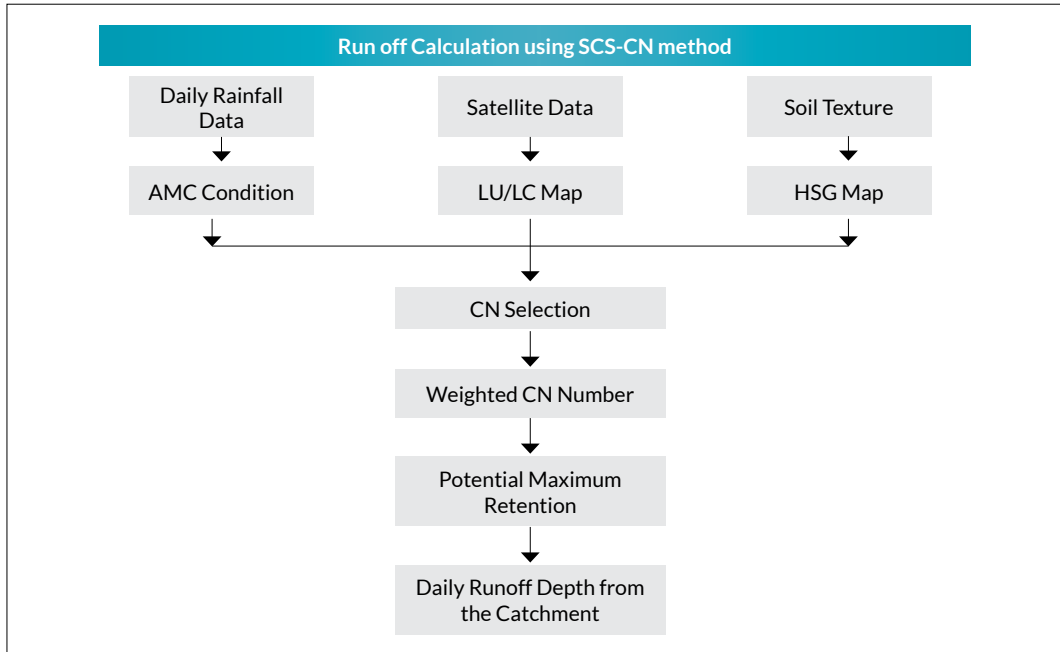 Run off Calculation using SCS-CN method
Daily Rainfall
Data
Satellite Data
Soil Texture
AMC Condition
LU/LC Map
HSG Map
CN Selection
Weighted CN Number
Potential Maximum
Retention
Daily Runoff Depth from
the Catchment